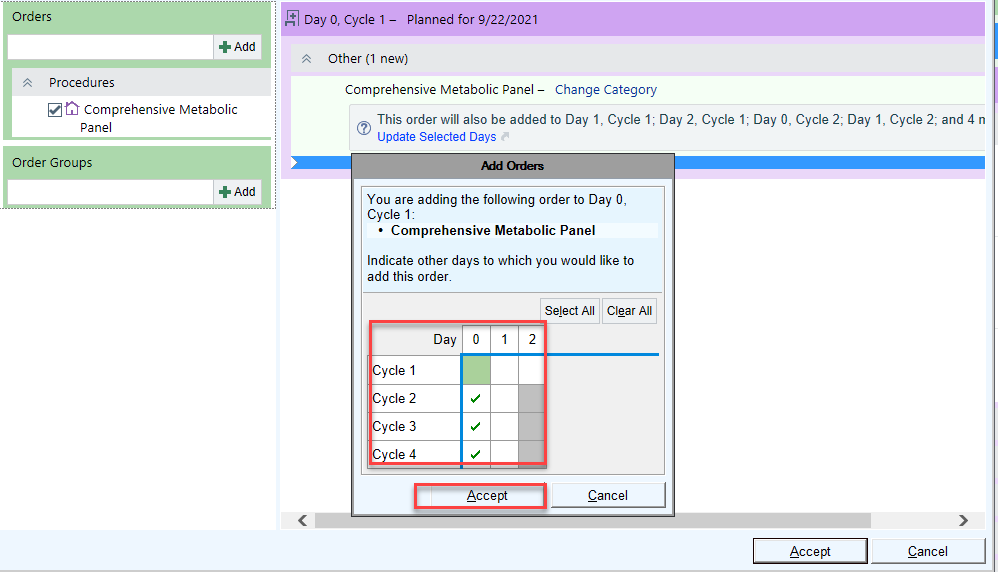 Orders
Add
Procedures
Comprehensive Metabolic
Panel
Order Groups
Add
Day 0, Cycle 1 – Planned for 9/22/2021
Other (1 new)
Comprehensive Metabolic Panel – Change Category
This order will also be added to Day 1, Cycle 1; Day 2, Cycle 1; Day 0, Cycle 2; Day 1, Cycle 2; and 4 m
Update Selected Days
Add Orders
You are adding the following order to Day 0,
Cycle 1:
• Comprehensive Metabolic Panel
Indicate other days to which you would like to
add this order.
Select All Clear All
Day 0 1 2
Cycle 1
Cycle 2
Cycle 3
Cycle 4
Accept Cancel
Accept Cancel